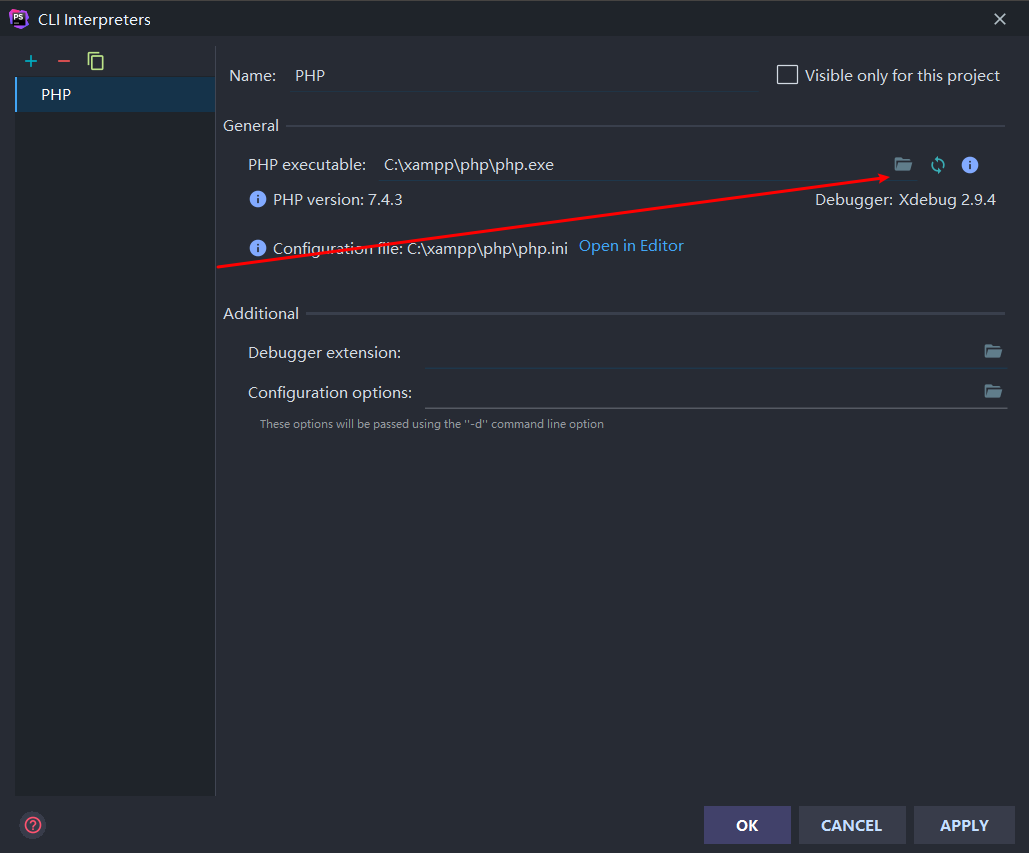 CLI Interpreters
PHP
Name: PHP
Visible only for this project
General
PHP executable: C:\xampp\php\php.exe
PHP version: 7.4.3
Debugger: Xdebug 2.9.4
Configuration file: C:\xampp\php\php.ini Open in Editor
Additional
Debugger extension:
Configuration options:
These options will be passed using the "-d" command line option
OK
CANCEL
APPLY